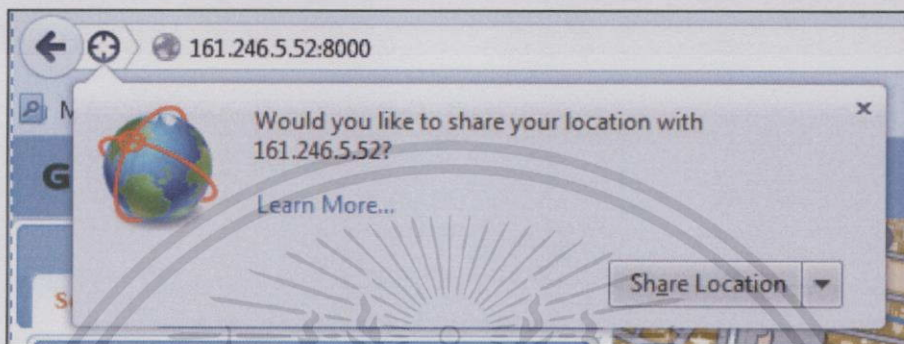 161.246.5.52:8000
M
Would you like to share your location with
161.246.5.52?
G
Learn More...
Share Location
S